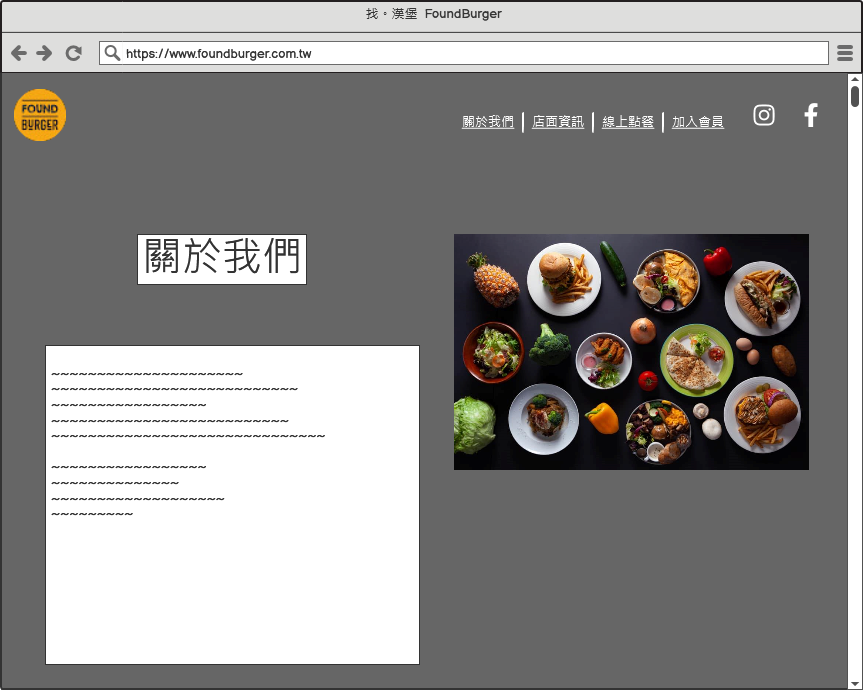 找。漢堡 FoundBurger
https://www.foundburger.com.tw
FOUND
BURGER
關於我們 | 店面資訊 | 線上點餐 | 加入會員
關於我們
~~~~~~~~~~~~~~~~~~~~~
~~~~~~~~~~~~~~~~~~~~~~~~~~~
~~~~~~~~~~~~~~~~~
~~~~~~~~~~~~~~~~~~~~~~~~~~
~~~~~~~~~~~~~~~~~~~~~~~~~~~~~~
~~~~~~~~~~~~~~~~~
~~~~~~~~~~~~~~
~~~~~~~~~~~~~~~~~~~
~~~~~~~~~